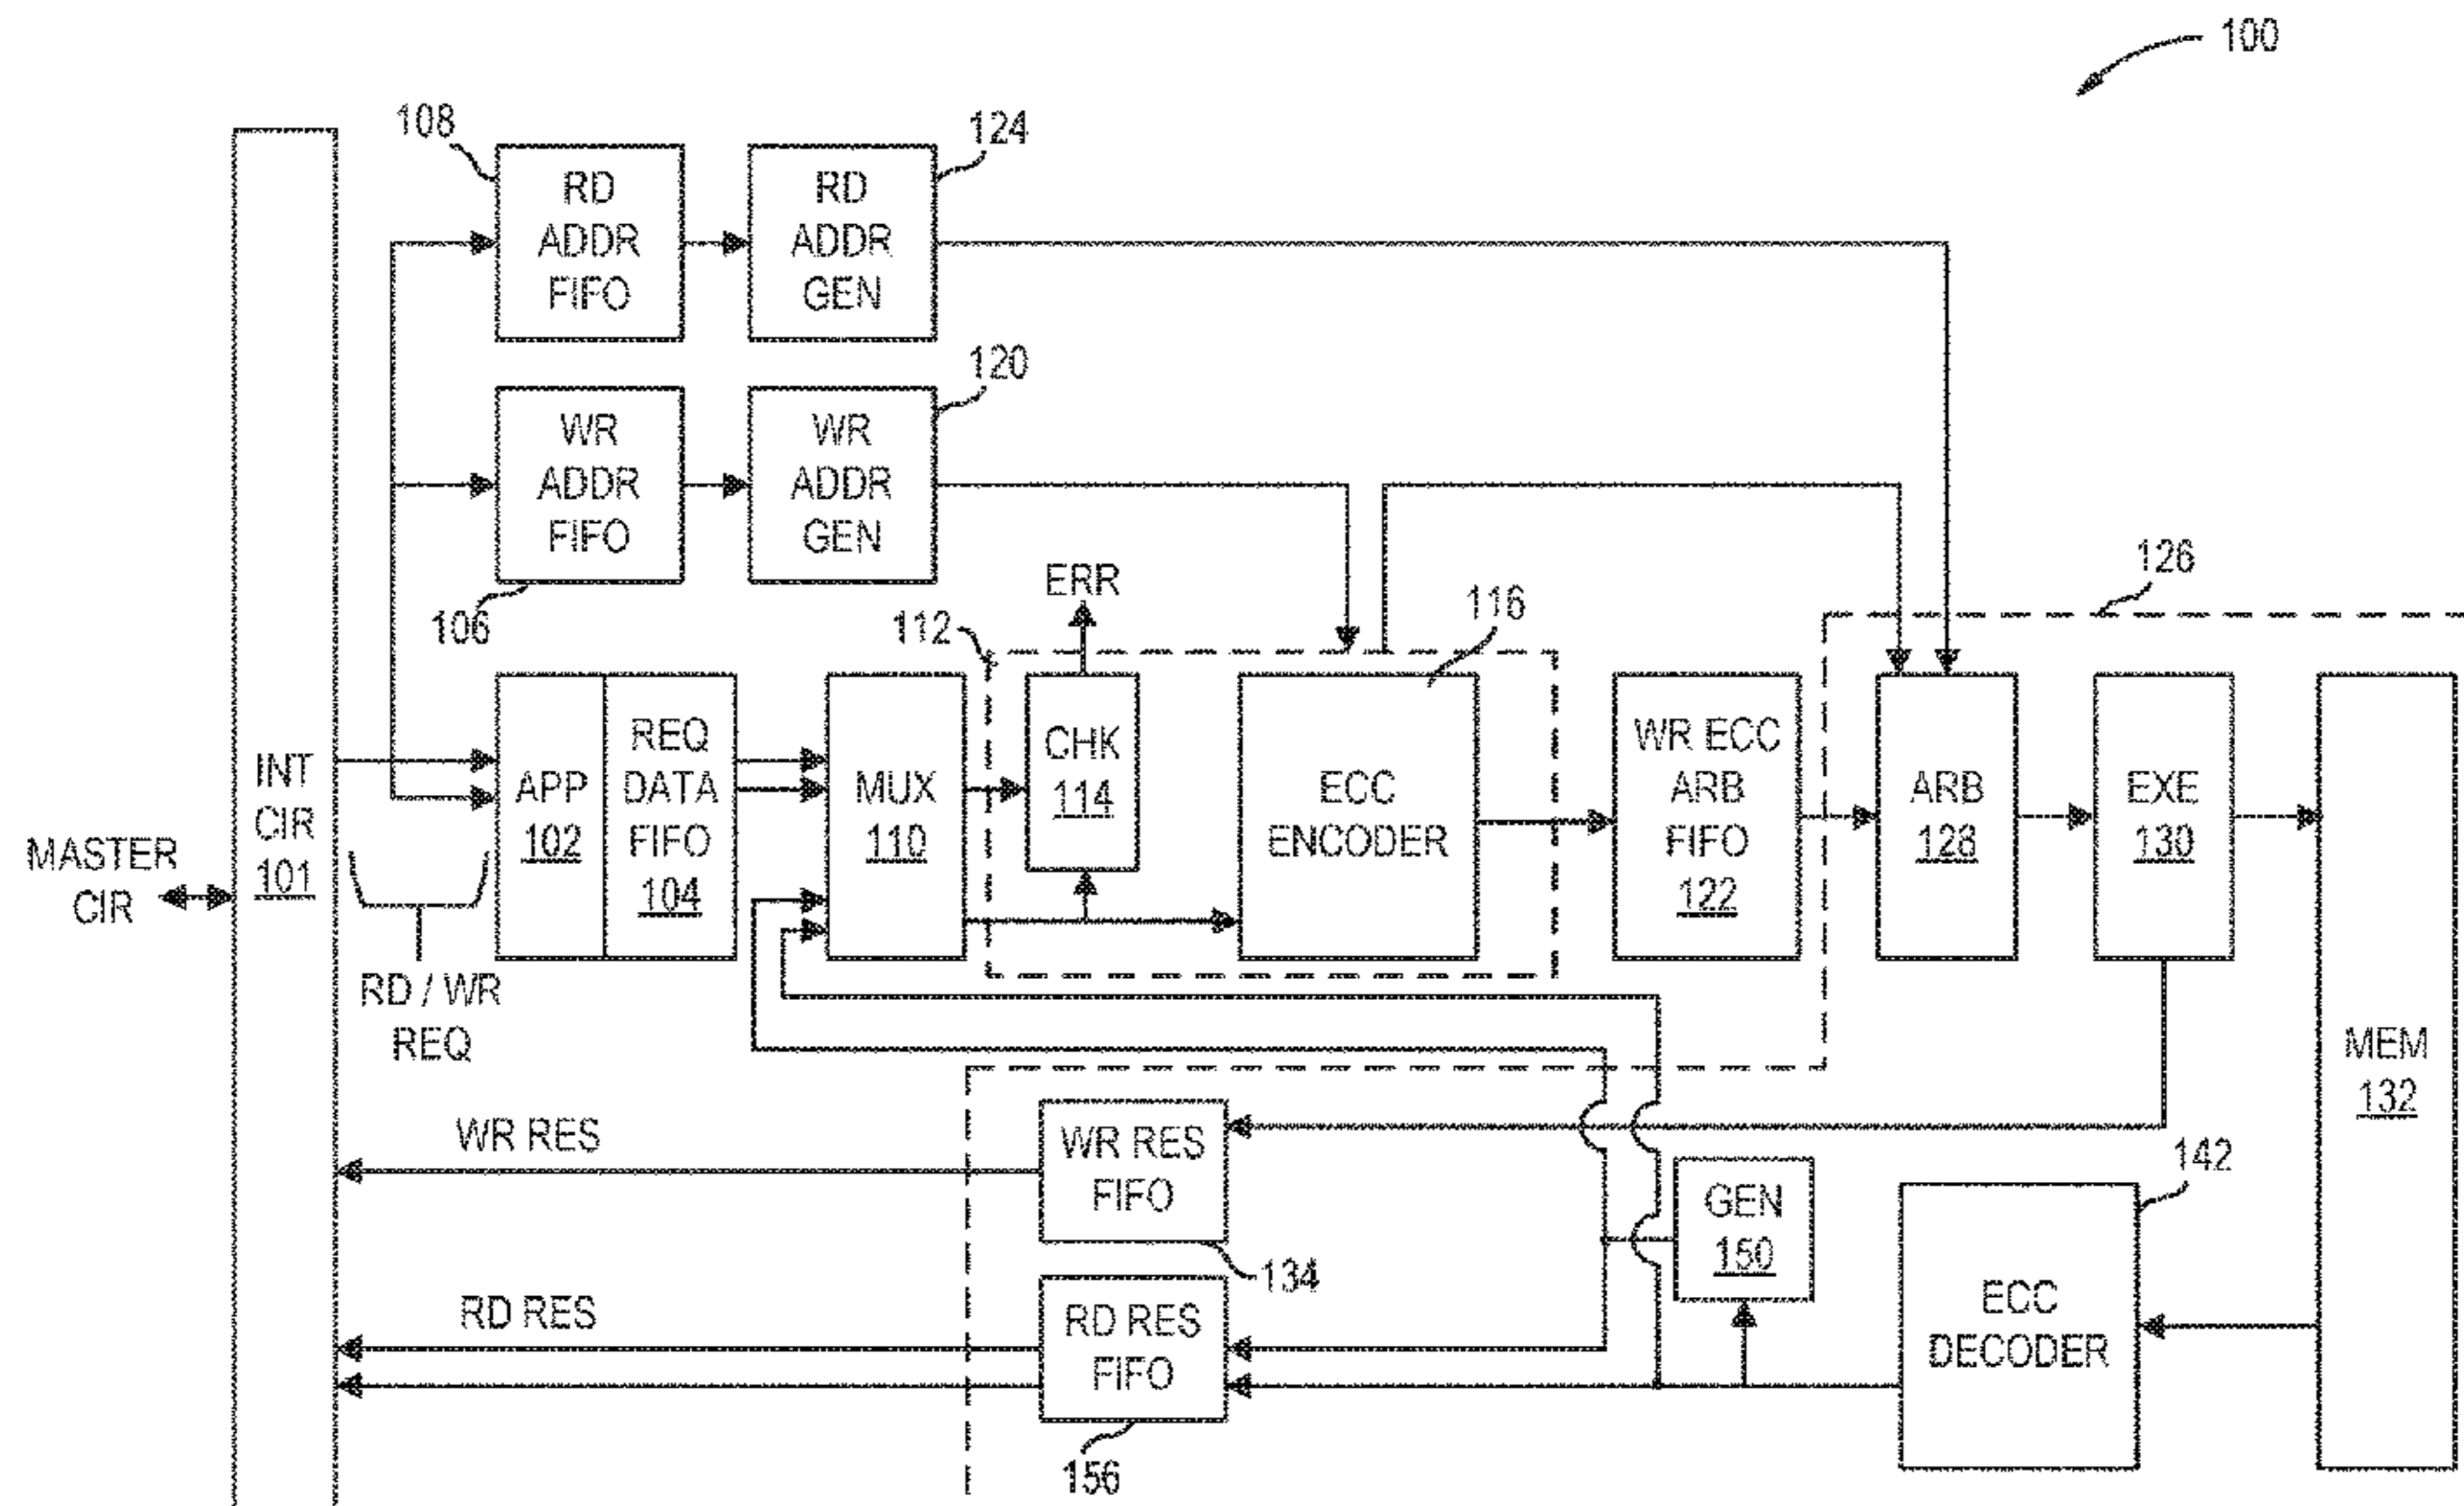 100
108
124
RD
ADDR
FIFO
RD
ADDR
GEN
120
WR
ADDR
FIFO
WR
ADDR
GEN
106
ERR
112
116
126
INT
CIR
101
MASTER
CIR
APP
102
REQ
DATA
FIFO
104
MUX
110
CHK
114
ECC
ENCODER
WR ECC
ARB
FIFO
122
ARB
128
EXE
130
MEM
132
RD / WR
REQ
WR RES
WR RES
FIFO
134
GEN
150
142
ECC
DECODER
RD RES
RD RES
FIFO
156